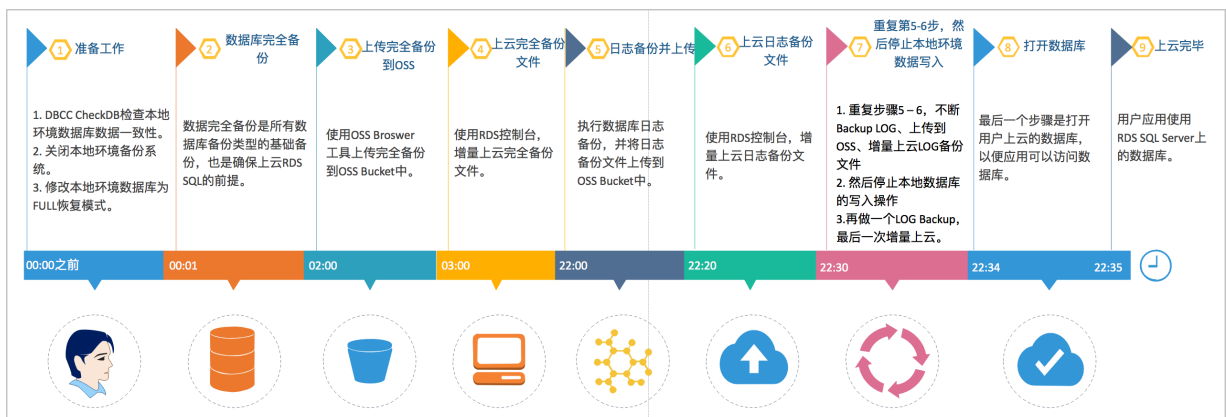 1 准备工作
1. DBCC CheckDB检查本地
环境数据库数据一致性。
2. 关闭本地环境备份系
统。
3. 修改本地环境数据库为
FULL恢复模式。
2 数据库完全备
份
数据完全备份是所有数
据库备份类型的基础备
份，也是确保上云RDS
SQL的前提。
3 上传完全备份
到OSS
使用OSS Broswer
工具上传完全备份
到OSS Bucket中。
4 上云完全备份
文件
使用RDS控制台，
增量上云完全备份
文件。
5 日志备份并上传
执行数据库日志
备份，并将日志
备份文件上传到
OSS Bucket中。
6 上云日志备份
文件
使用RDS控制台，增
量上云日志备份文
件。
7 重复第5-6步，然
后停止本地环境
数据写入
1. 重复步骤5 – 6，不断
Backup LOG、上传到
OSS、增量上云LOG备份
文件
2. 然后停止本地数据库
的写入操作
3.再做一个LOG Backup，
最后一次增量上云。
8 打开数据库
最后一个步骤是打开
用户上云的数据库，
以便应用可以访问数
据库。
9 上云完毕
用户应用使用
RDS SQL Server上
的数据库。
00:00之前
00:01
02:00
03:00
22:00
22:20
22:30
22:34
22:35